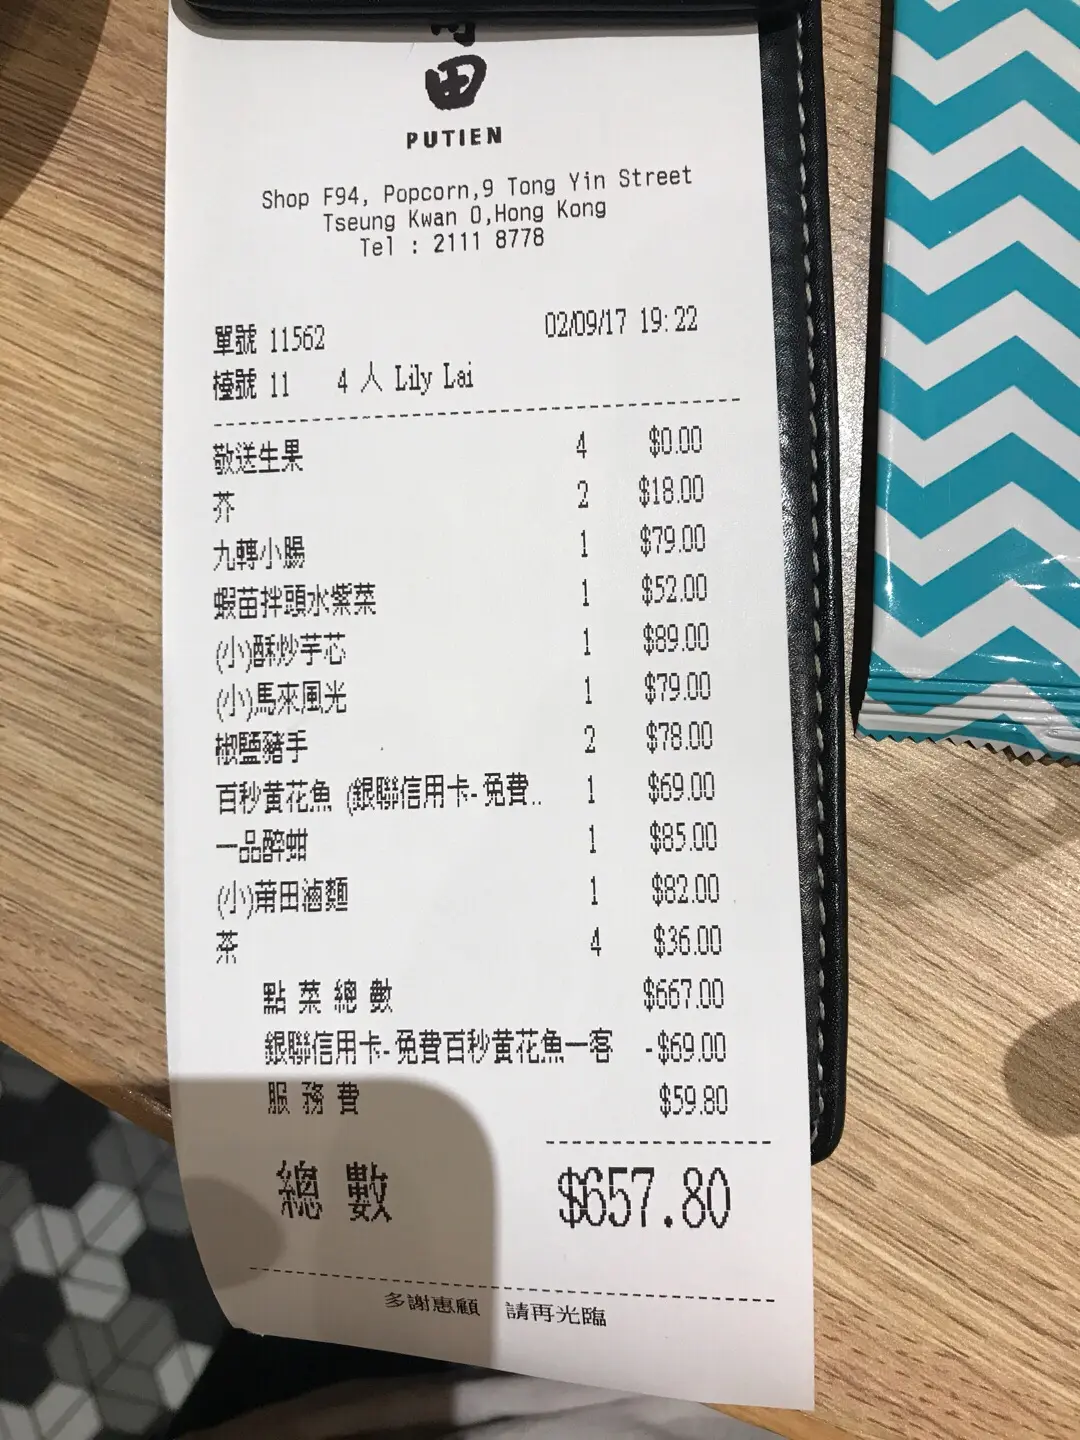 田
PUTIEN
Shop F94, Popcorn,9 Tong Yin Street
Tseung Kwan O,Hong Kong
Tel : 2111 8778
單號 11562 02/09/17 19:22
檯號 11 4 人 Lily Lai
敬送生果 4 $0.00
芥 2 $18.00
九轉小腸 1 $79.00
蝦苗拌頭水紫菜 1 $52.00
(小)酥炒芋芯 1 $89.00
(小)馬來風光 1 $79.00
椒鹽豬手 2 $78.00
百秒黄花魚 (銀聯信用卡-免費.. 1 $69.00
一品醉蚶 1 $85.00
(小)莆田滷麵 1 $82.00
茶 4 $36.00
點菜總數 $667.00
銀聯信用卡-免費百秒黄花魚一客 -$69.00
服務費 $59.80
總數 $657.80
多謝惠顧 請再光臨